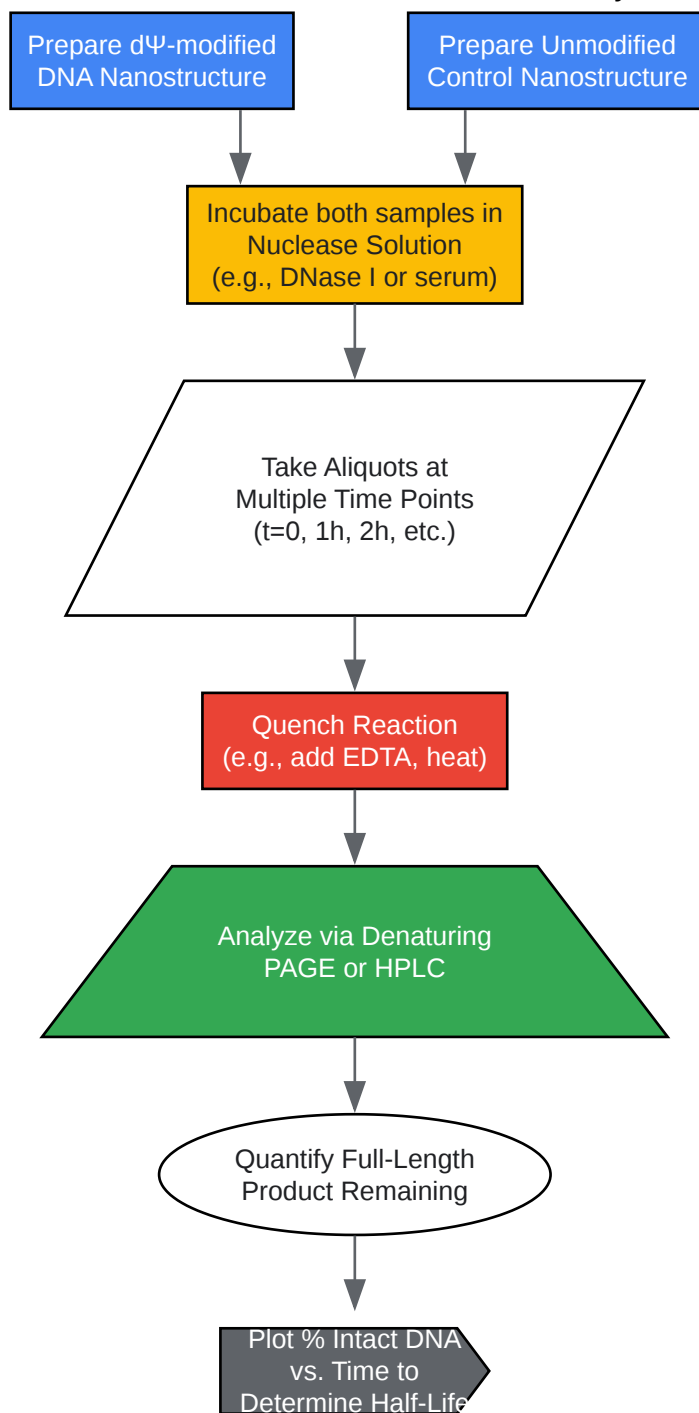 Prepare dΨ-modified
DNA Nanostructure
Prepare Unmodified
Control Nanostructure
Incubate both samples in
Nuclease Solution
(e.g., DNase I or serum)
Take Aliquots at
Multiple Time Points
(t=0, 1h, 2h, etc.)
Quench Reaction
(e.g., add EDTA, heat)
Analyze via Denaturing
PAGE or HPLC
Quantify Full-Length
Product Remaining
Plot % Intact DNA
vs. Time to
Determine Half-Life